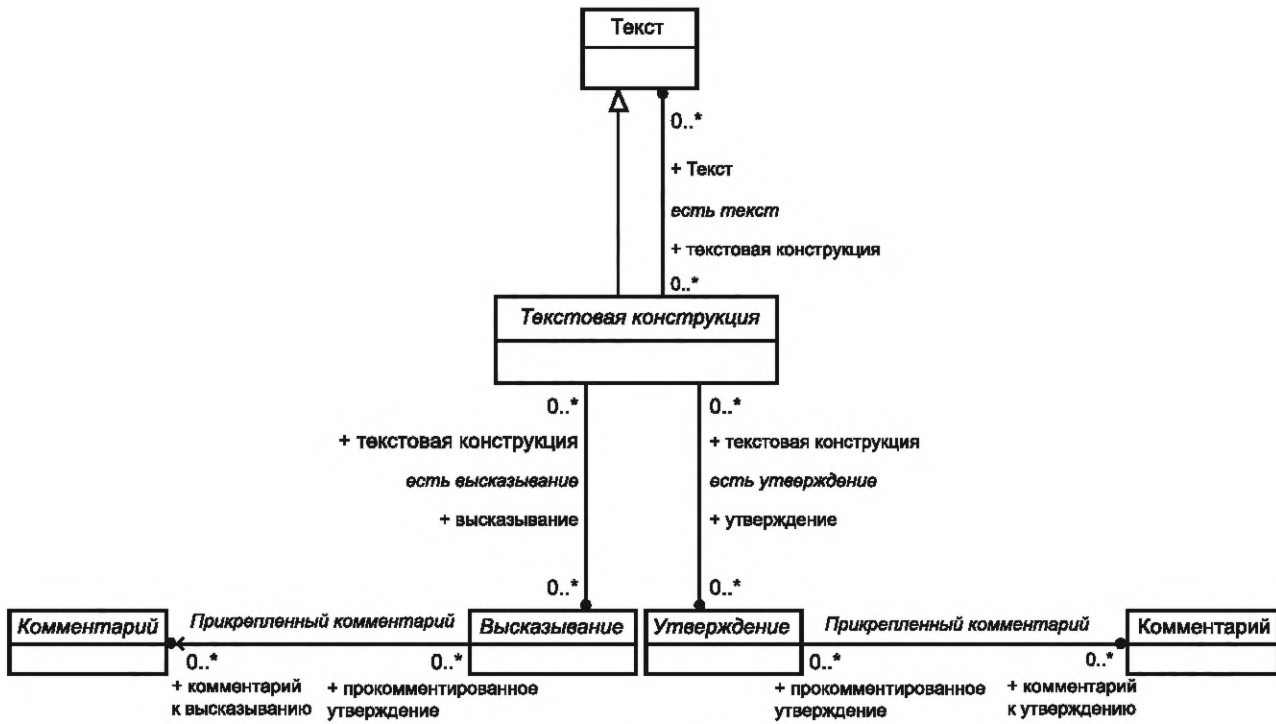 Текст
0..*
+ Текст
есть текст
+ текстовая конструкция
0..*
Текстовая конструкция
0..*
+ текстовая конструкция
есть высказывание
+ высказывание
0..*
0..*
+ текстовая конструкция
есть утверждение
+ утверждение
0..*
Комментарий
Прикрепленный комментарий
Высказывание
0..*
0..*
+ комментарий
к высказыванию
+ прокомментированное
утверждение
Утверждение
Прикрепленный комментарий
Комментарий
0..*
0..*
+ прокомментированное
утверждение
+ комментарий
к утверждению